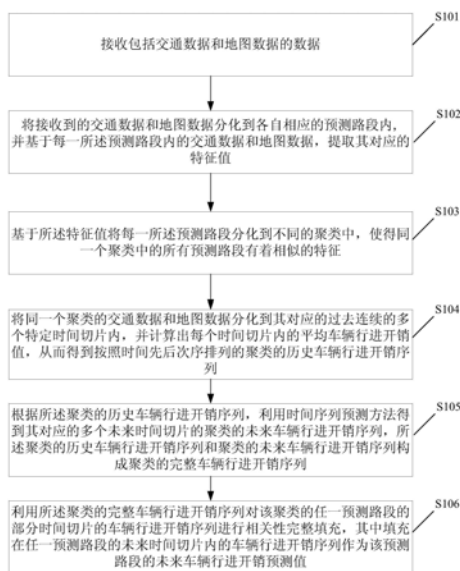 S101
接收包括交通数据和地图数据的数据
S102
将接收到的交通数据和地图数据分化到各自相应的预测路段内，
并基于每一所述预测路段内的交通数据和地图数据，提取其对应的
特征值
S103
基于所述特征值将每一所述预测路段分化到不同的聚类中，使得同
一个聚类中的所有预测路段有着相似的特征
S104
将同一个聚类的交通数据和地图数据分化到其对应的过去连续的多
个特定时间切片内，并计算出每个时间切片内的平均车辆行进开销
值，从而得到按照时间先后次序排列的聚类的历史车辆行进开销序
列
S105
根据所述聚类的历史车辆行进开销序列，利用时间序列预测方法得
到其对应的多个未来时间切片的聚类的未来车辆行进开销序列，所
述聚类的历史车辆行进开销序列和聚类的未来车辆行进开销序列构
成聚类的完整车辆行进开销序列
S106
利用所述聚类的完整车辆行进开销序列对该聚类的任一预测路段的
部分时间切片的车辆行进开销序列进行相关性完整填充，其中填充
在任一预测路段的未来时间切片内的车辆行进开销序列作为该预测
路段的未来车辆行进开销预测值